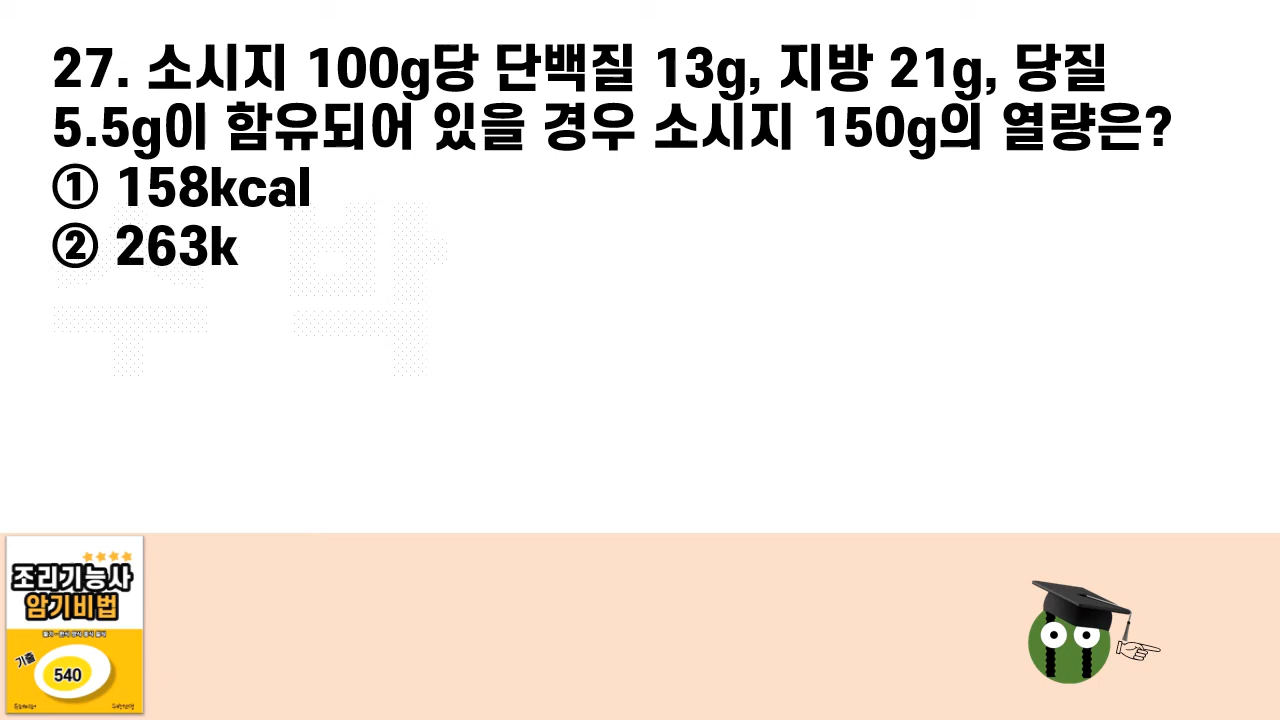 27. 소시지 100g당 단백질 13g, 지방 21g, 당질
5.5g이 함유되어 있을 경우 소시지 150g의 열량은?
① 158kcal
② 263k
수 박
조리기능사
암기비법
기출
540